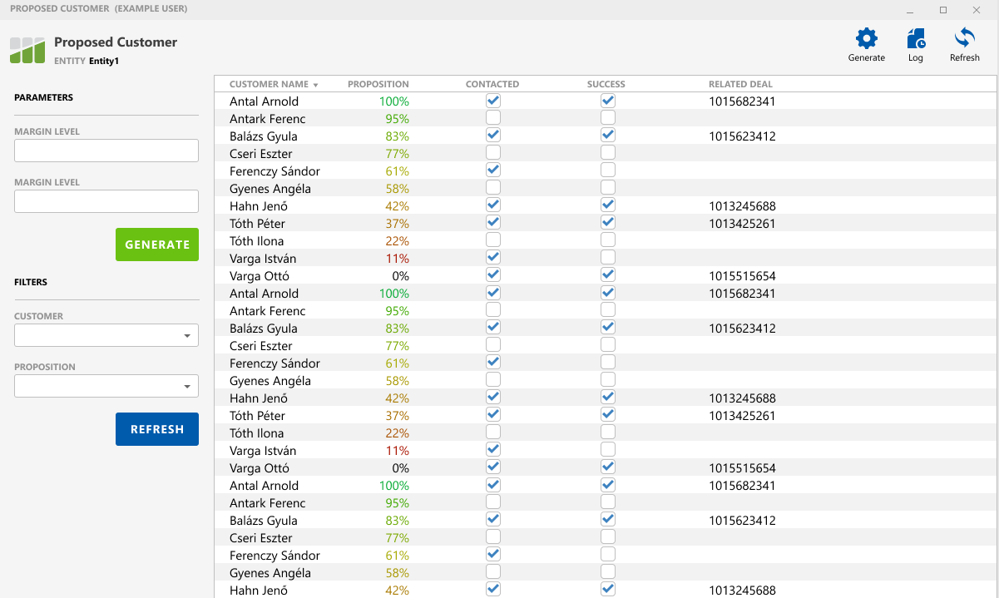 PROPOSED CUSTOMER (EXAMPLE USER)
Proposed Customer
ENTITY Entity1
Generate Log Refresh
PARAMETERS
MARGIN LEVEL
MARGIN LEVEL
GENERATE
FILTERS
CUSTOMER
PROPOSITION
REFRESH
CUSTOMER NAME PROPOSITION CONTACTED SUCCESS RELATED DEAL
Antal Arnold 100% 1015682341
Antark Ferenc 95%
Balázs Gyula 83% 1015623412
Cseri Eszter 77%
Ferenczy Sándor 61%
Gyenes Angéla 58%
Hahn Jenő 42% 1013245688
Tóth Péter 37% 1013425261
Tóth Ilona 22%
Varga István 11%
Varga Ottó 0% 1015515654
Antal Arnold 100% 1015682341
Antark Ferenc 95%
Balázs Gyula 83% 1015623412
Cseri Eszter 77%
Ferenczy Sándor 61%
Gyenes Angéla 58%
Hahn Jenő 42% 1013245688
Tóth Péter 37% 1013425261
Tóth Ilona 22%
Varga István 11%
Varga Ottó 0% 1015515654
Antal Arnold 100% 1015682341
Antark Ferenc 95%
Balázs Gyula 83% 1015623412
Cseri Eszter 77%
Ferenczy Sándor 61%
Gyenes Angéla 58%
Hahn Jenő 42% 1013245688